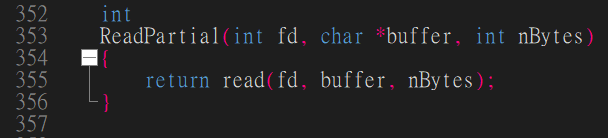 352 int
353 ReadPartial(int fd, char *buffer, int nBytes)
354 {
355 return read(fd, buffer, nBytes);
356 }
357